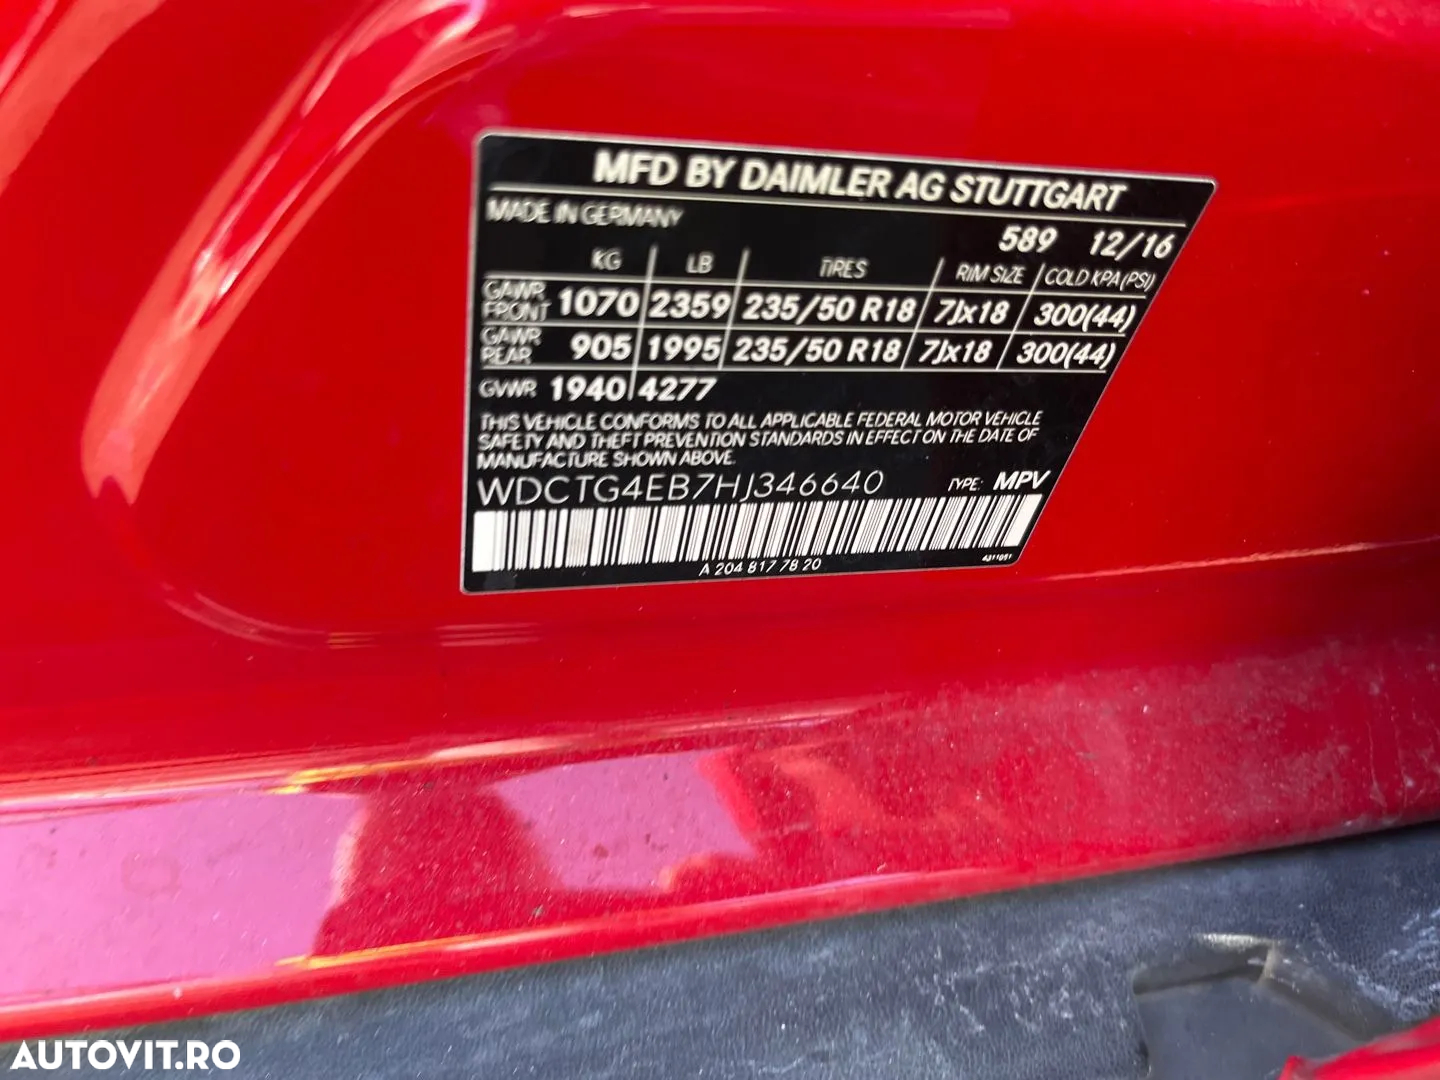 MFD BY DAIMLER AG STUTTGART
MADE IN GERMANY
589 12/16
KG LB TIRES RIM SIZE COLD KPA (PSI)
GAWR FRONT 1070 2359 235/50 R18 7Jx18 300(44)
GAWR REAR 905 1995 235/50 R18 7Jx18 300(44)
GVWR 1940 4277
THIS VEHICLE CONFORMS TO ALL APPLICABLE FEDERAL MOTOR VEHICLE
SAFETY AND THEFT PREVENTION STANDARDS IN EFFECT ON THE DATE OF
MANUFACTURE SHOWN ABOVE.
WDCTG4EB7HJ346640 TYPE: MPV
A 204 817 78 20
AUTOVIT.RO